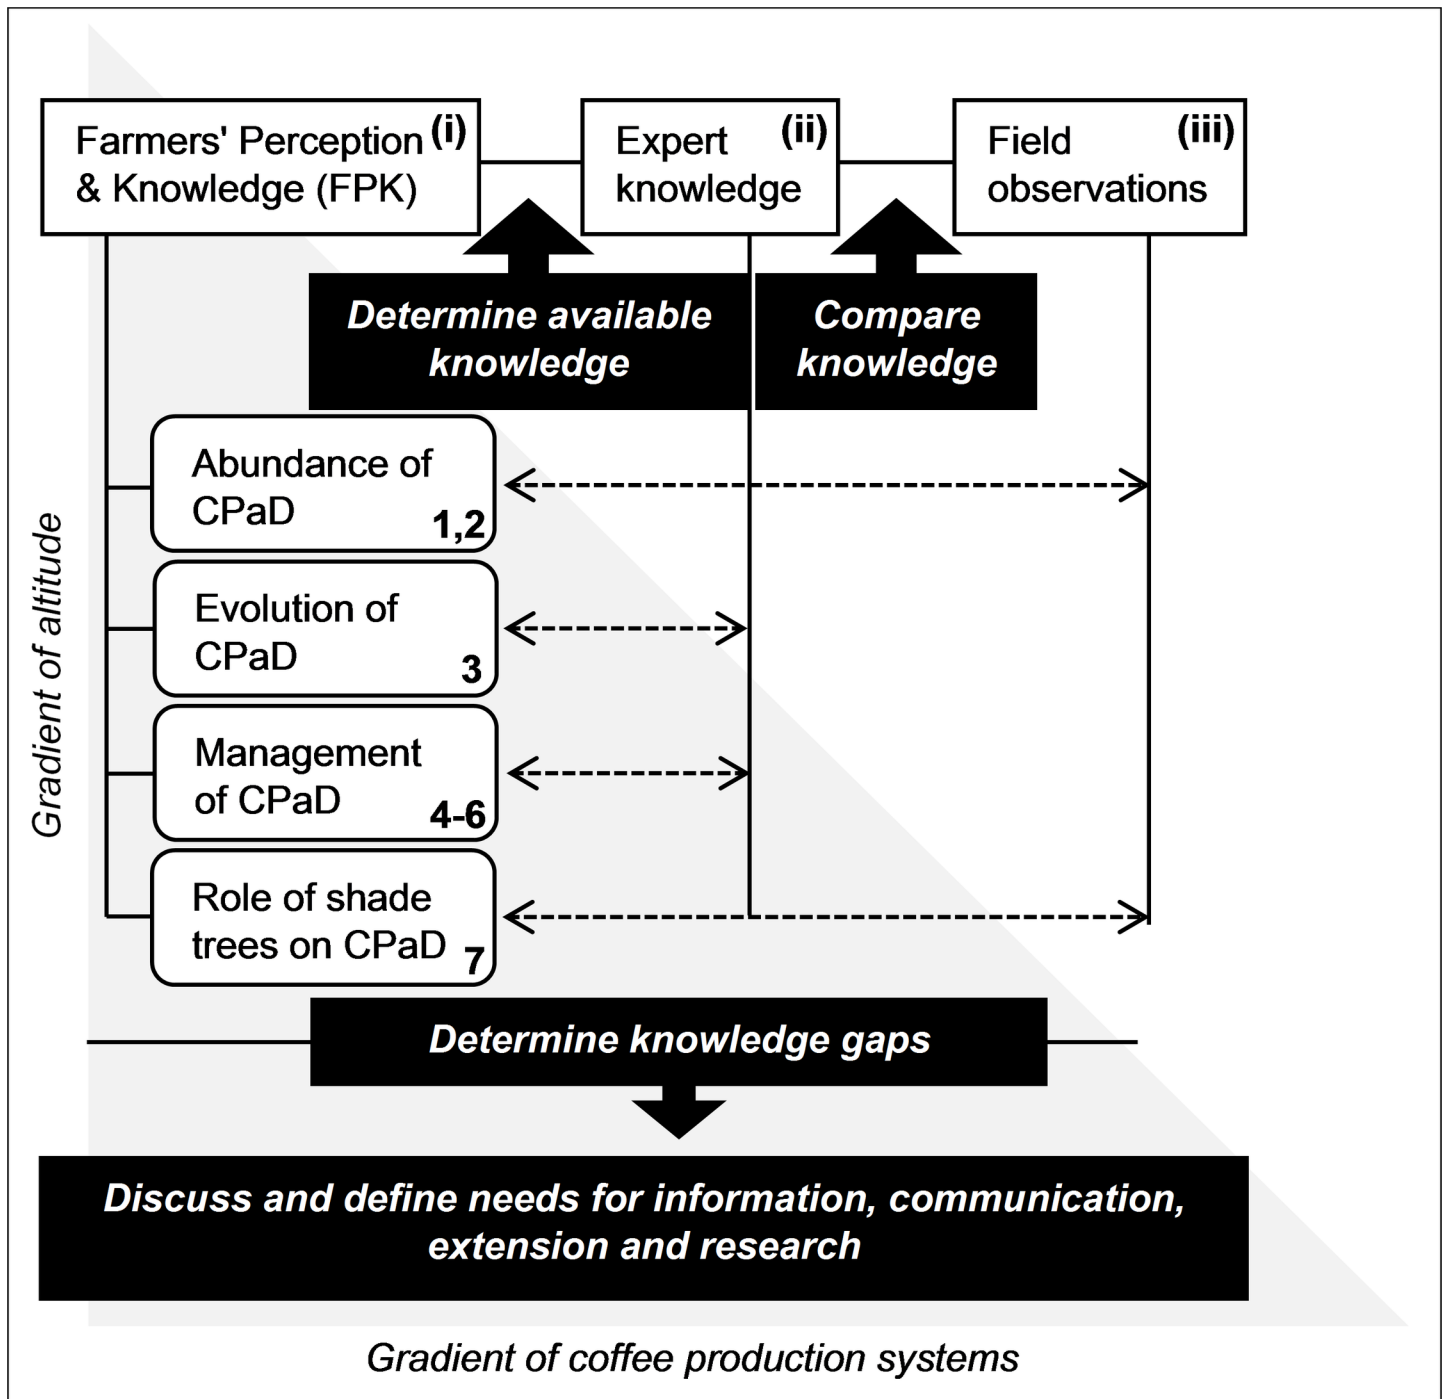 Farmers' Perception (i)
& Knowledge (FPK)
Expert (ii)
knowledge
Field (iii)
observations
Determine available
knowledge
Compare
knowledge
Abundance of
CPaD 1,2
Evolution of
CPaD 3
Management
of CPaD 4-6
Role of shade
trees on CPaD 7
Gradient of altitude
Determine knowledge gaps
Discuss and define needs for information, communication,
extension and research
Gradient of coffee production systems